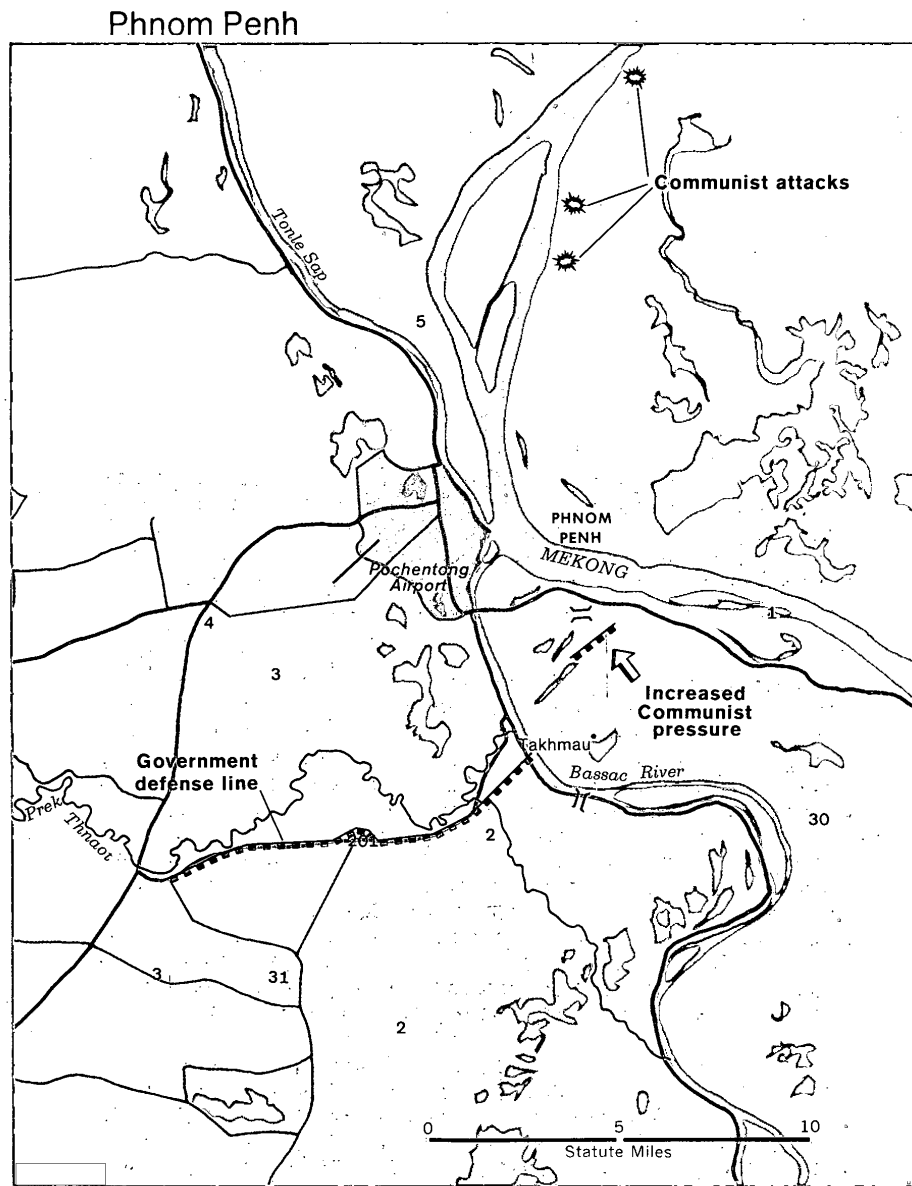 Phnom Penh
Communist attacks
Tonle Sap
5
PHNOM
PENH
MEKONG
Pochentong
Airport
1
4
3
Increased
Communist
pressure
Takhmau
Government
defense line
Bassac River
Prek
Thnaot
30
201
2
3
31
2
0 5 10
Statute Miles